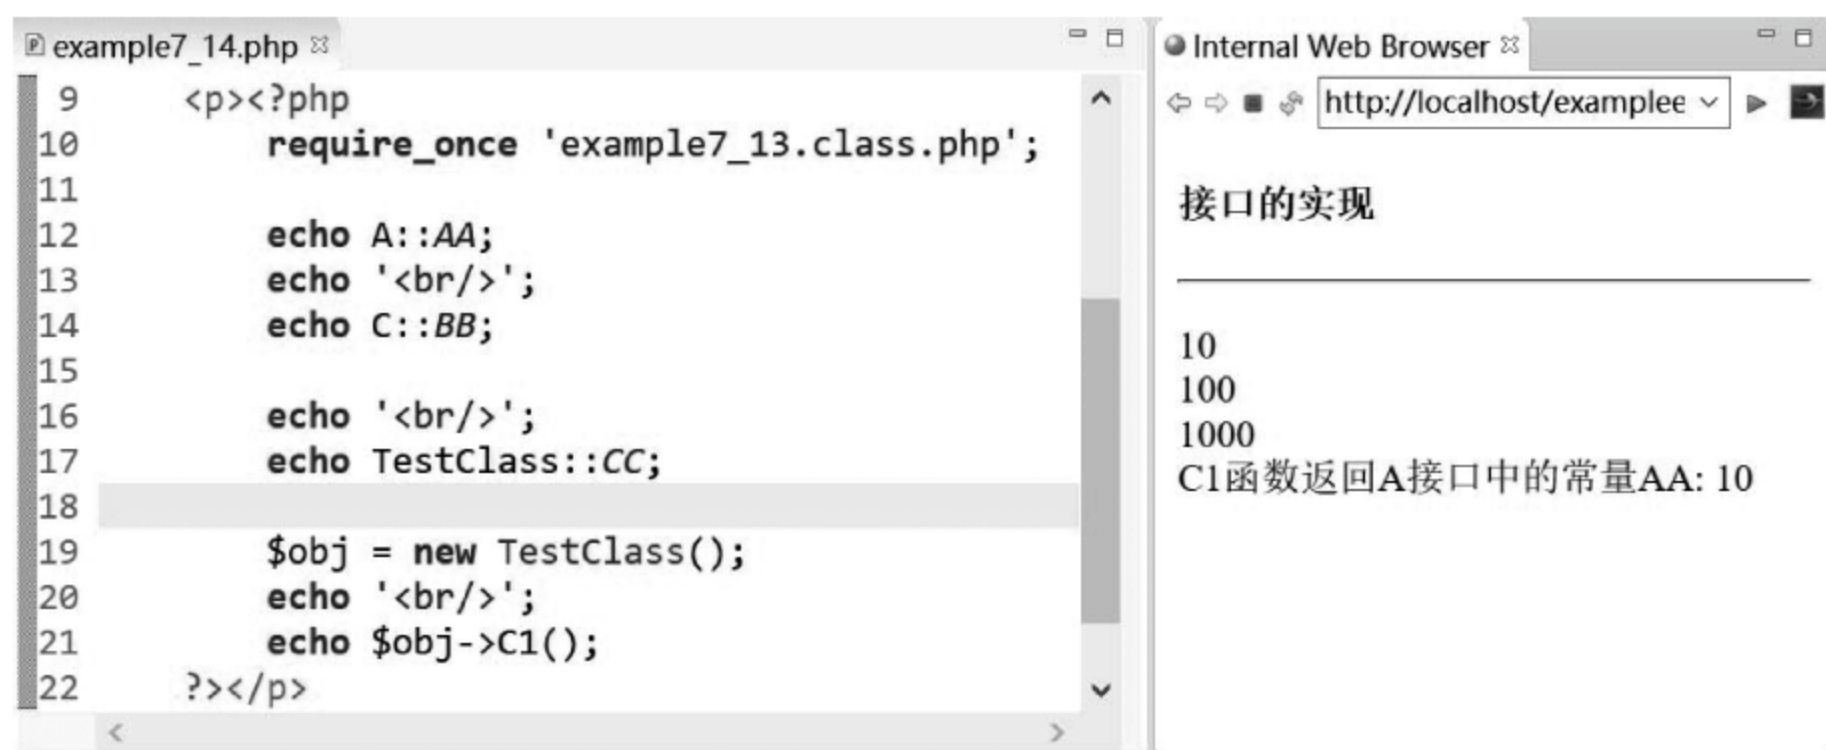 example7_14.php
9 <p><?php
10 require_once 'example7_13.class.php';
11
12 echo A::AA;
13 echo '<br/>';
14 echo C::BB;
15
16 echo '<br/>';
17 echo TestClass::CC;
18
19 $obj = new TestClass();
20 echo '<br/>';
21 echo $obj->C1();
22 ?></p>
Internal Web Browser
http://localhost/examplee
接口的实现
10
100
1000
C1函数返回A接口中的常量AA: 10